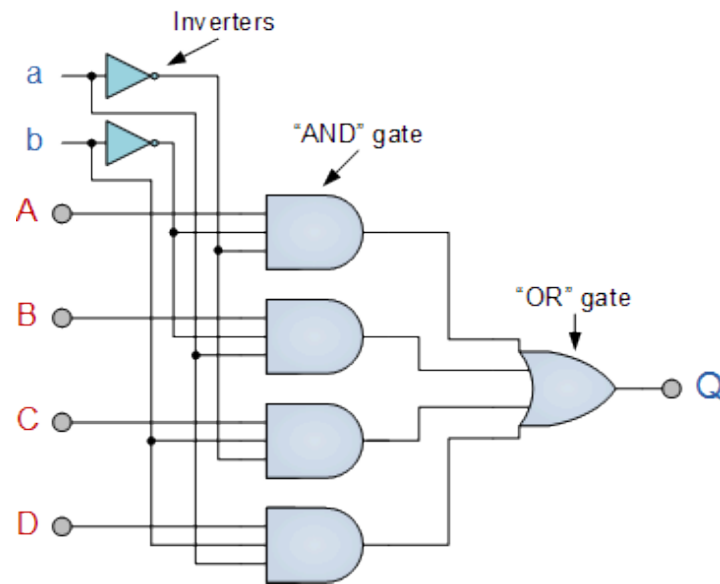 Inverters
a
b
“AND” gate
A
B
“OR” gate
Q
C
D